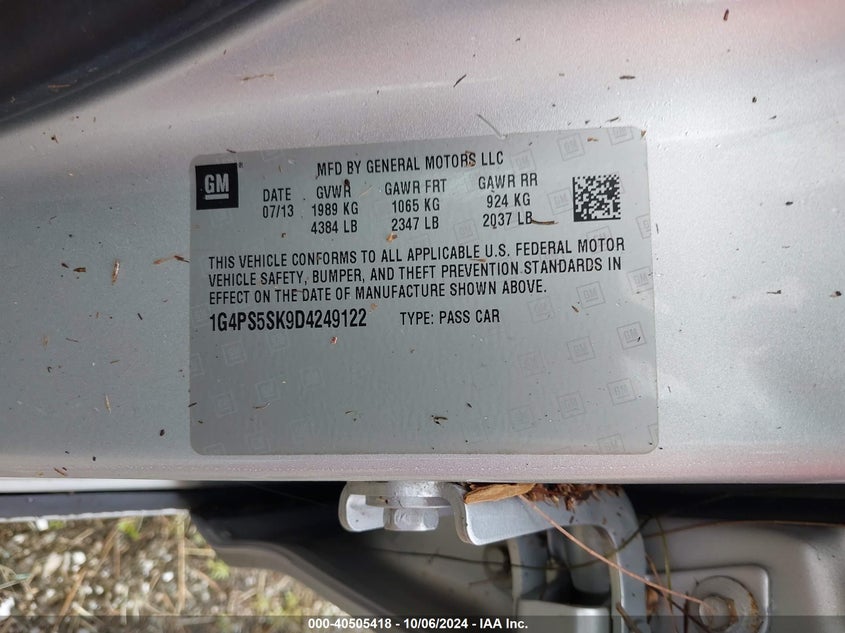 MFD BY GENERAL MOTORS LLC
GM
DATE GVWR GAWR FRT GAWR RR
07/13 1989 KG 1065 KG 924 KG
4384 LB 2347 LB 2037 LB
THIS VEHICLE CONFORMS TO ALL APPLICABLE U.S. FEDERAL MOTOR
VEHICLE SAFETY, BUMPER, AND THEFT PREVENTION STANDARDS IN
EFFECT ON THE DATE OF MANUFACTURE SHOWN ABOVE.
1G4PS5SK9D4249122 TYPE: PASS CAR
000-40505418 - 10/06/2024 - IAA Inc.